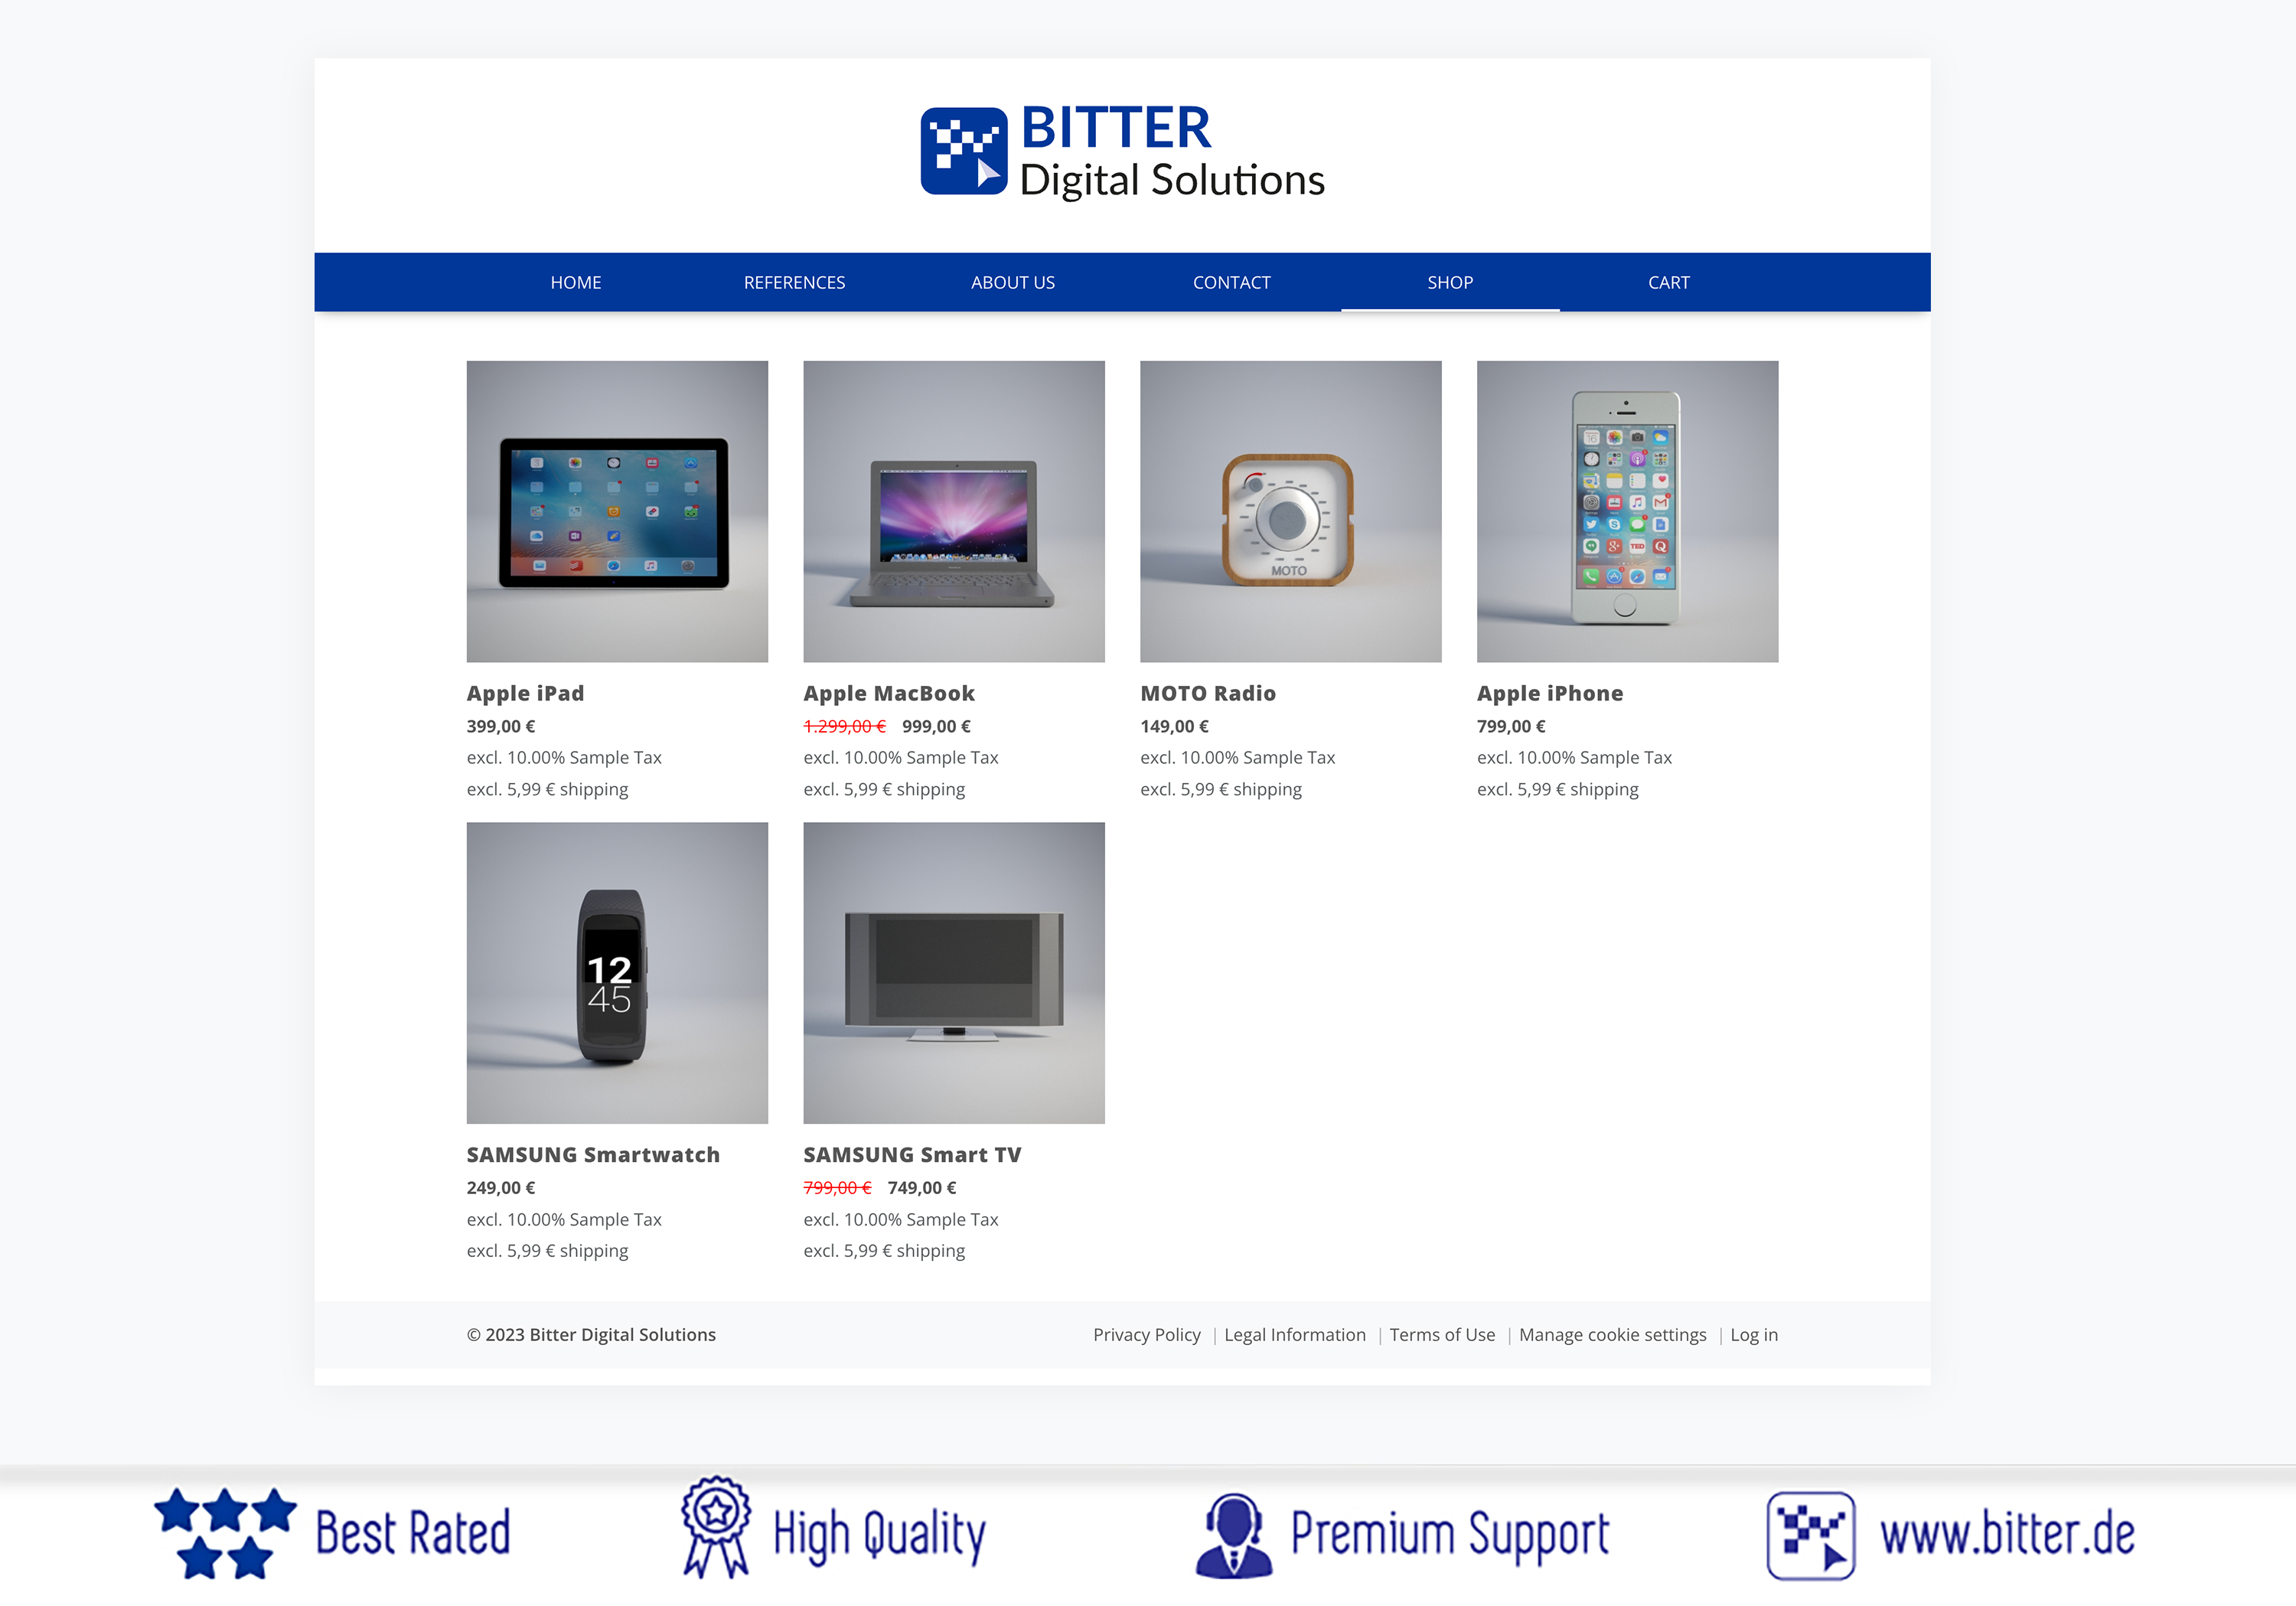 BITTER
Digital Solutions
HOME REFERENCES ABOUT US CONTACT SHOP CART
MOTO
TED
12
45
Apple iPad
399,00 €
excl. 10.00% Sample Tax
excl. 5,99 € shipping
Apple MacBook
1.299,00 € 999,00 €
excl. 10.00% Sample Tax
excl. 5,99 € shipping
MOTO Radio
149,00 €
excl. 10.00% Sample Tax
excl. 5,99 € shipping
Apple iPhone
799,00 €
excl. 10.00% Sample Tax
excl. 5,99 € shipping
SAMSUNG Smartwatch
249,00 €
excl. 10.00% Sample Tax
excl. 5,99 € shipping
SAMSUNG Smart TV
799,00 € 749,00 €
excl. 10.00% Sample Tax
excl. 5,99 € shipping
© 2023 Bitter Digital Solutions
Privacy Policy | Legal Information | Terms of Use | Manage cookie settings | Log in
Best Rated
High Quality
Premium Support
www.bitter.de